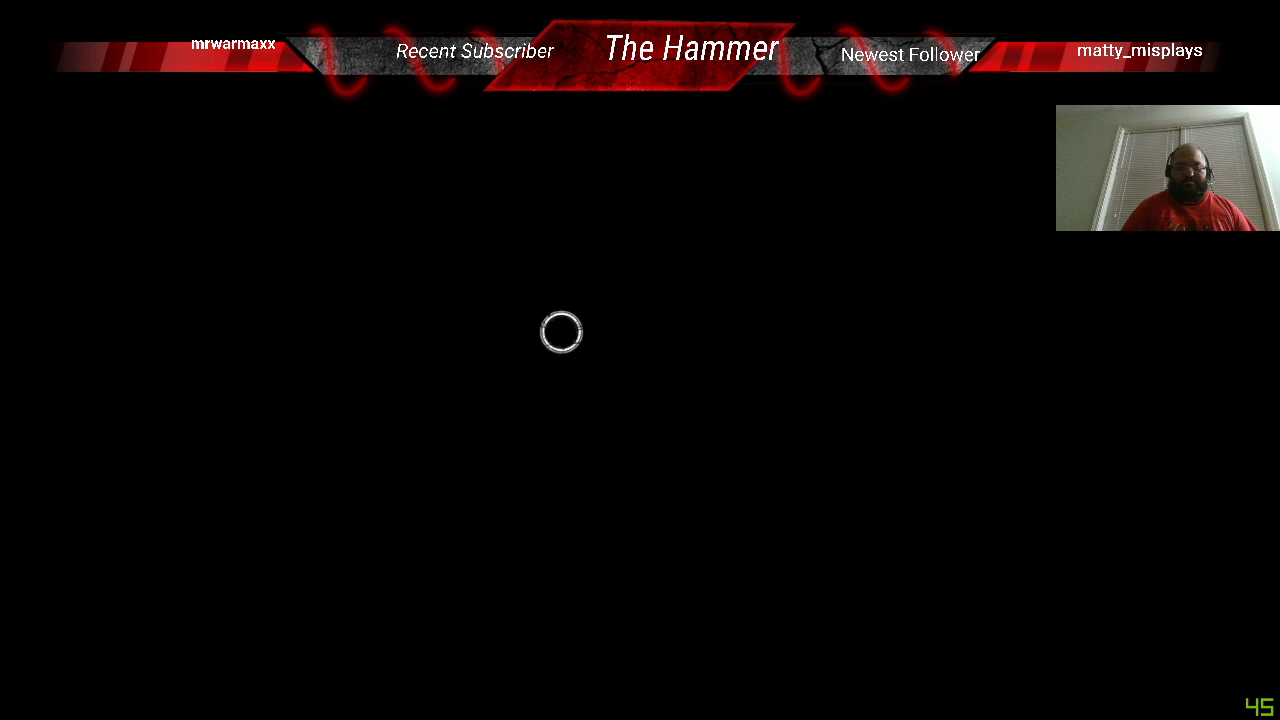 mrwarmaxx
Recent Subscriber
The Hammer
Newest Follower
matty_misplays
45